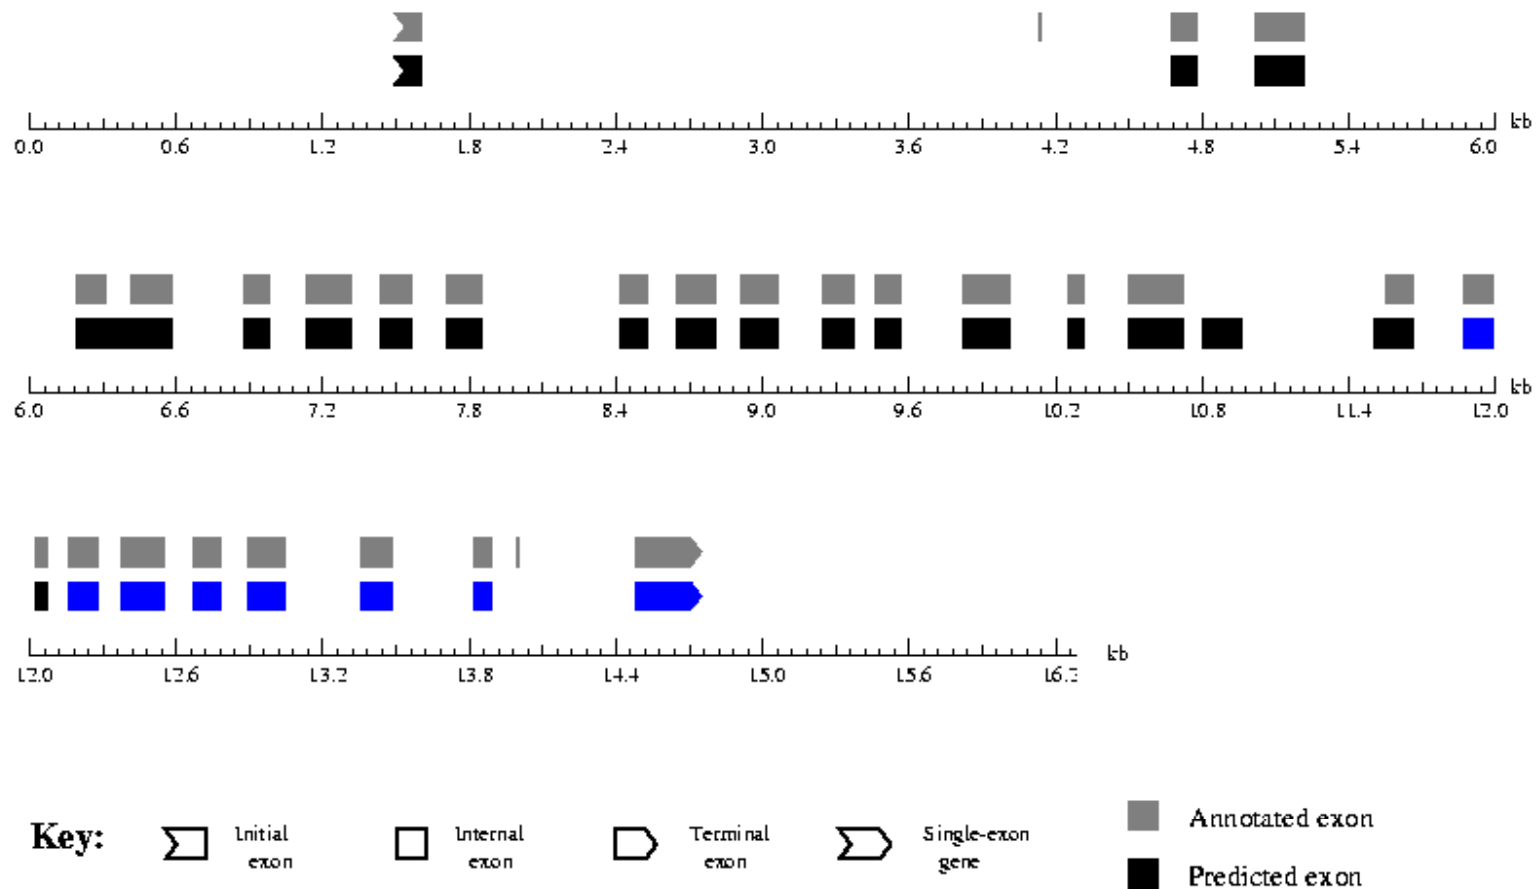 0.0 0.6 1.2 1.8 2.4 3.0 3.6 4.2 4.8 5.4 6.0 kb
6.0 6.6 7.2 7.8 8.4 9.0 9.6 10.2 10.8 11.4 12.0 kb
12.0 12.6 13.2 13.8 14.4 15.0 15.6 16.2 kb
Key:
Initial exon
Internal exon
Terminal exon
Single-exon gene
Annotated exon
Predicted exon